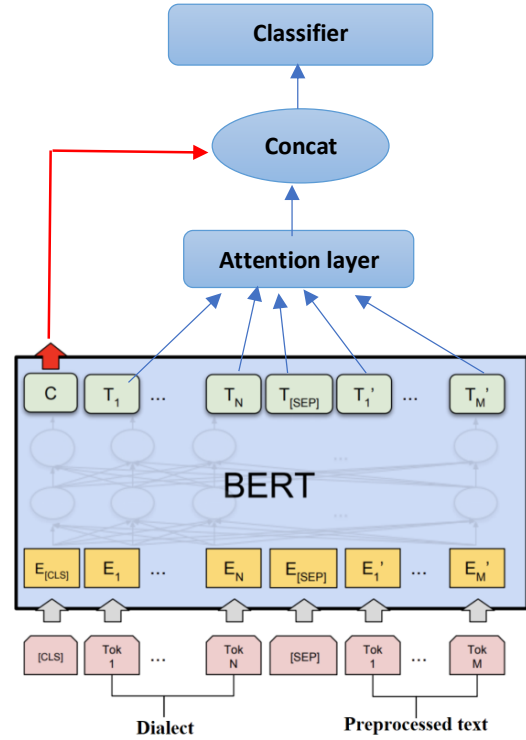 Classifier
Concat
Attention layer
C T1 ... TN T[SEP] T1' ... TM'
...
BERT
...
E[CLS] E1 ... EN E[SEP] E1' ... EM'
[CLS] Tok 1 ... Tok N [SEP] Tok 1 ... Tok M
Dialect Preprocessed text